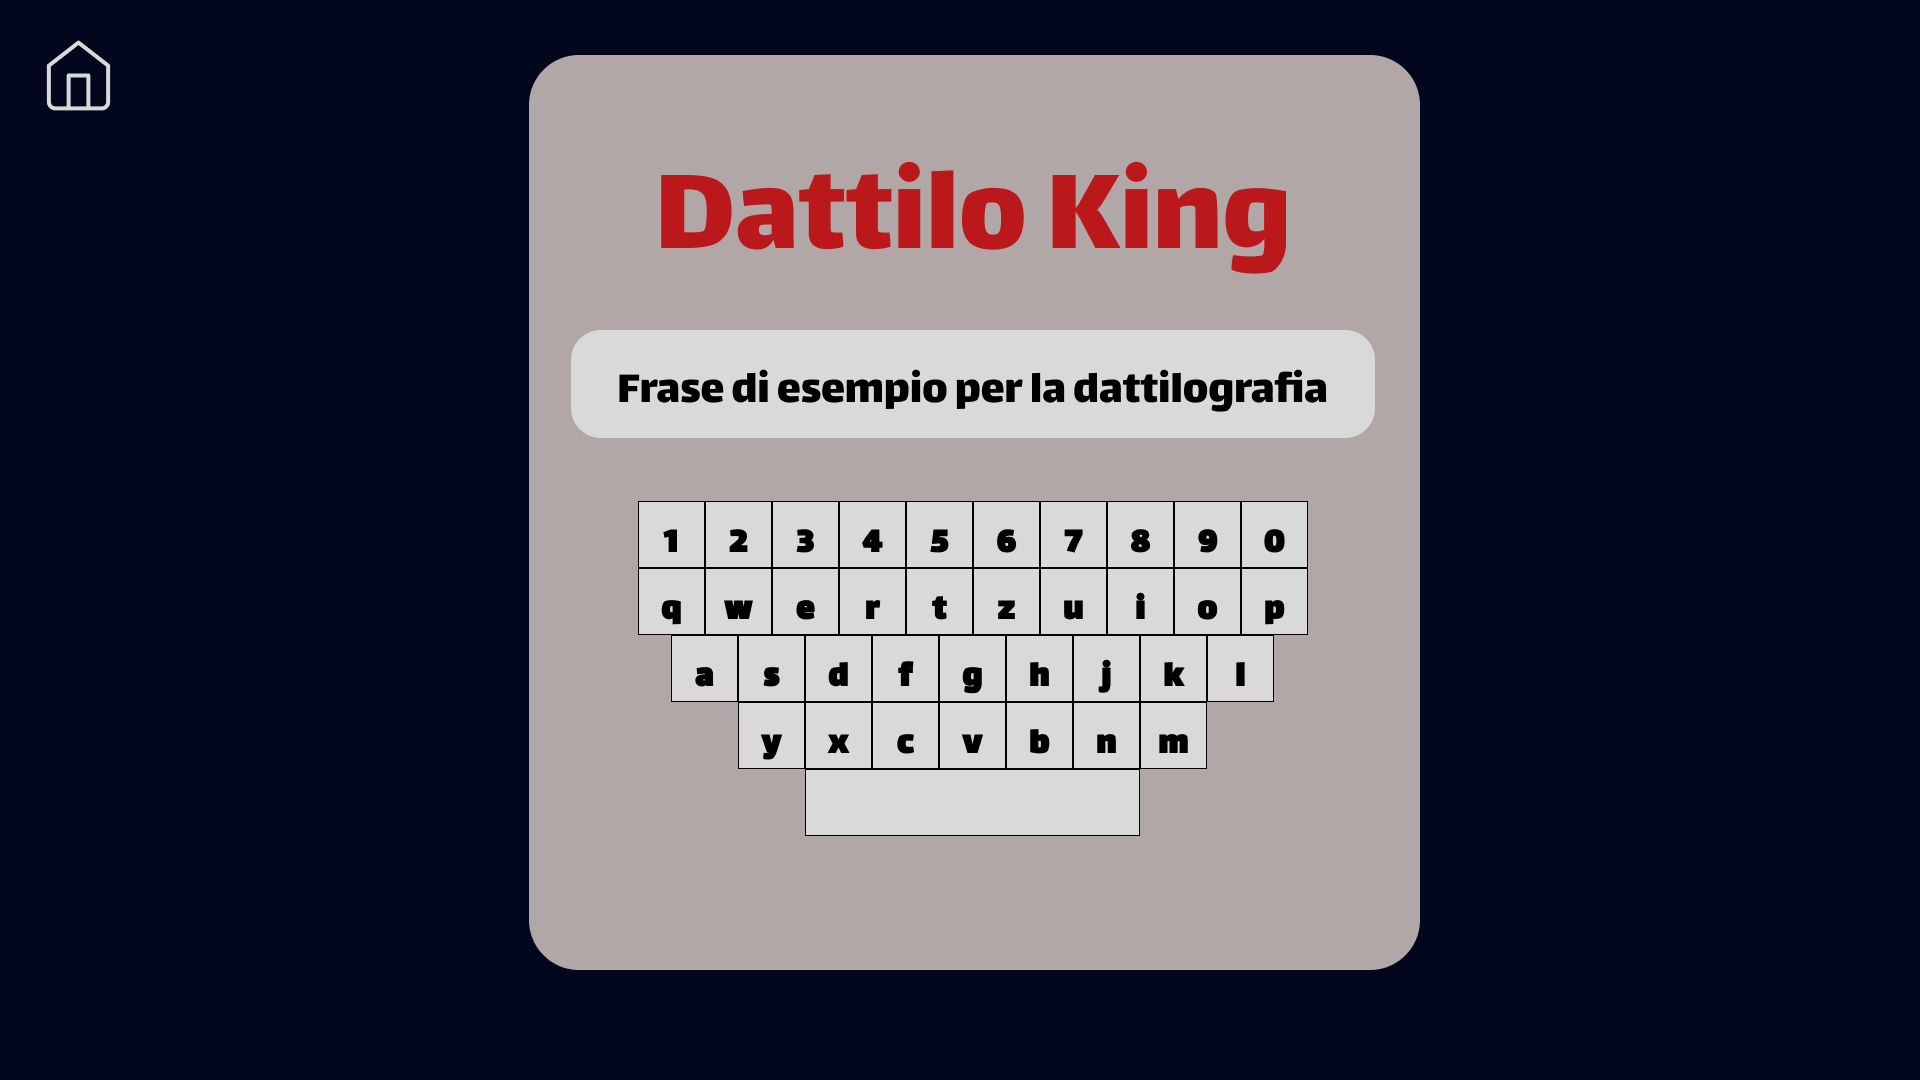 Dattilo King
Frase di esempio per la dattilografia
1 2 3 4 5 6 7 8 9 0
q w e r t z u i o p
a s d f g h j k l
y x c v b n m